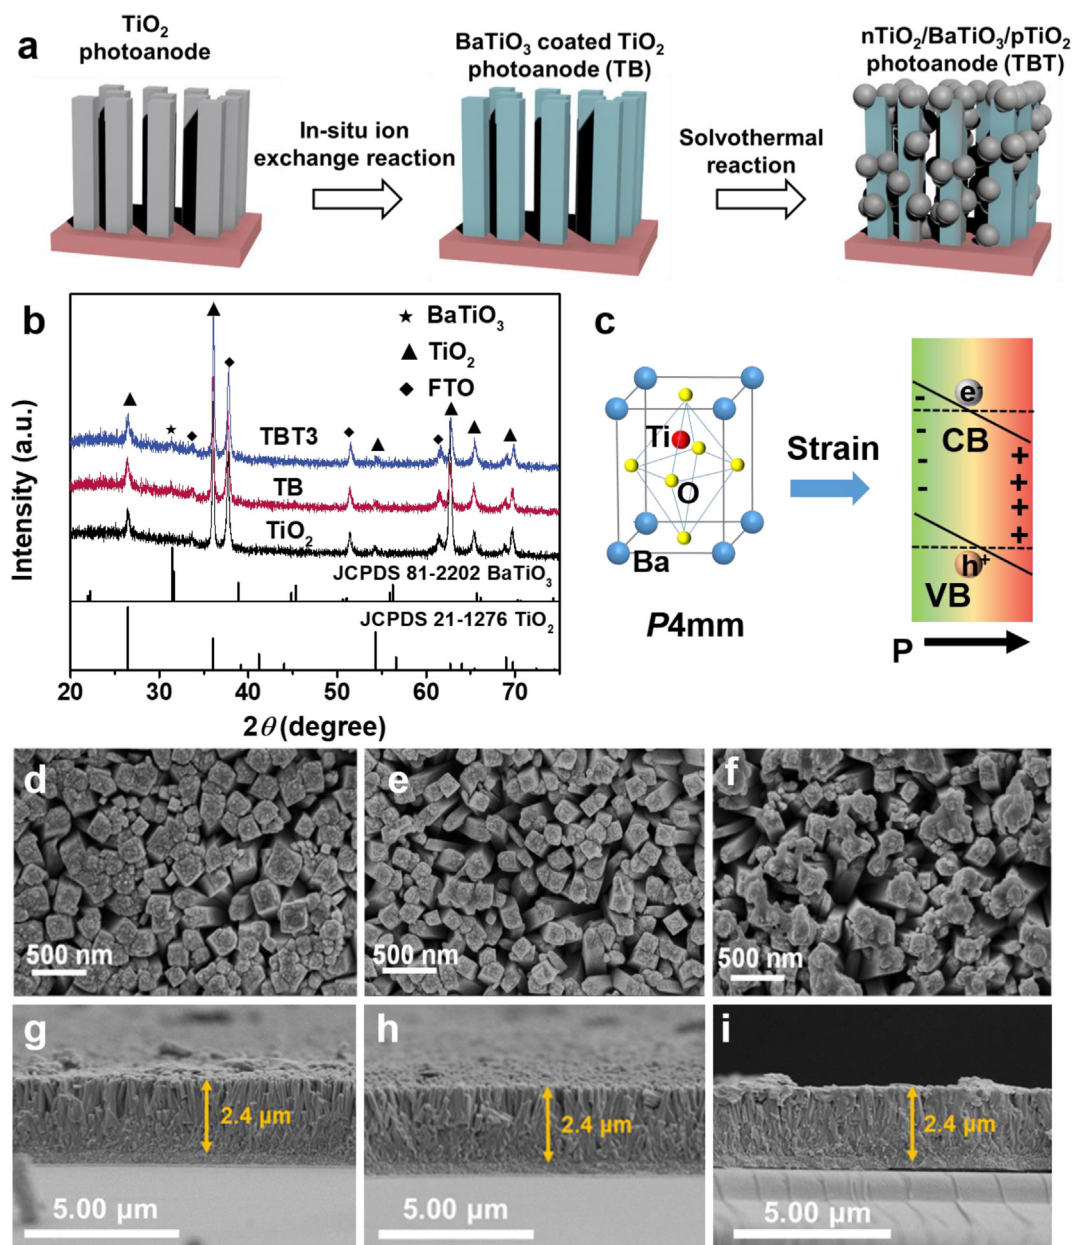 a
TiO₂
photoanode
In-situ ion
exchange reaction
BaTiO₃ coated TiO₂
photoanode (TB)
Solvothermal
reaction
nTiO₂/BaTiO₃/pTiO₂
photoanode (TBT)
b
Intensity (a.u.)
★ BaTiO₃
▲ TiO₂
◆ FTO
TBT3
TB
TiO₂
JCPDS 81-2202 BaTiO₃
JCPDS 21-1276 TiO₂
20 30 40 50 60 70
2θ (degree)
c
Ti
O
Ba
P4mm
Strain
e⁻
CB
- - -
+ + + +
h⁺
VB
P
d
500 nm
e
500 nm
f
500 nm
g
2.4 µm
5.00 µm
h
2.4 µm
5.00 µm
i
2.4 µm
5.00 µm